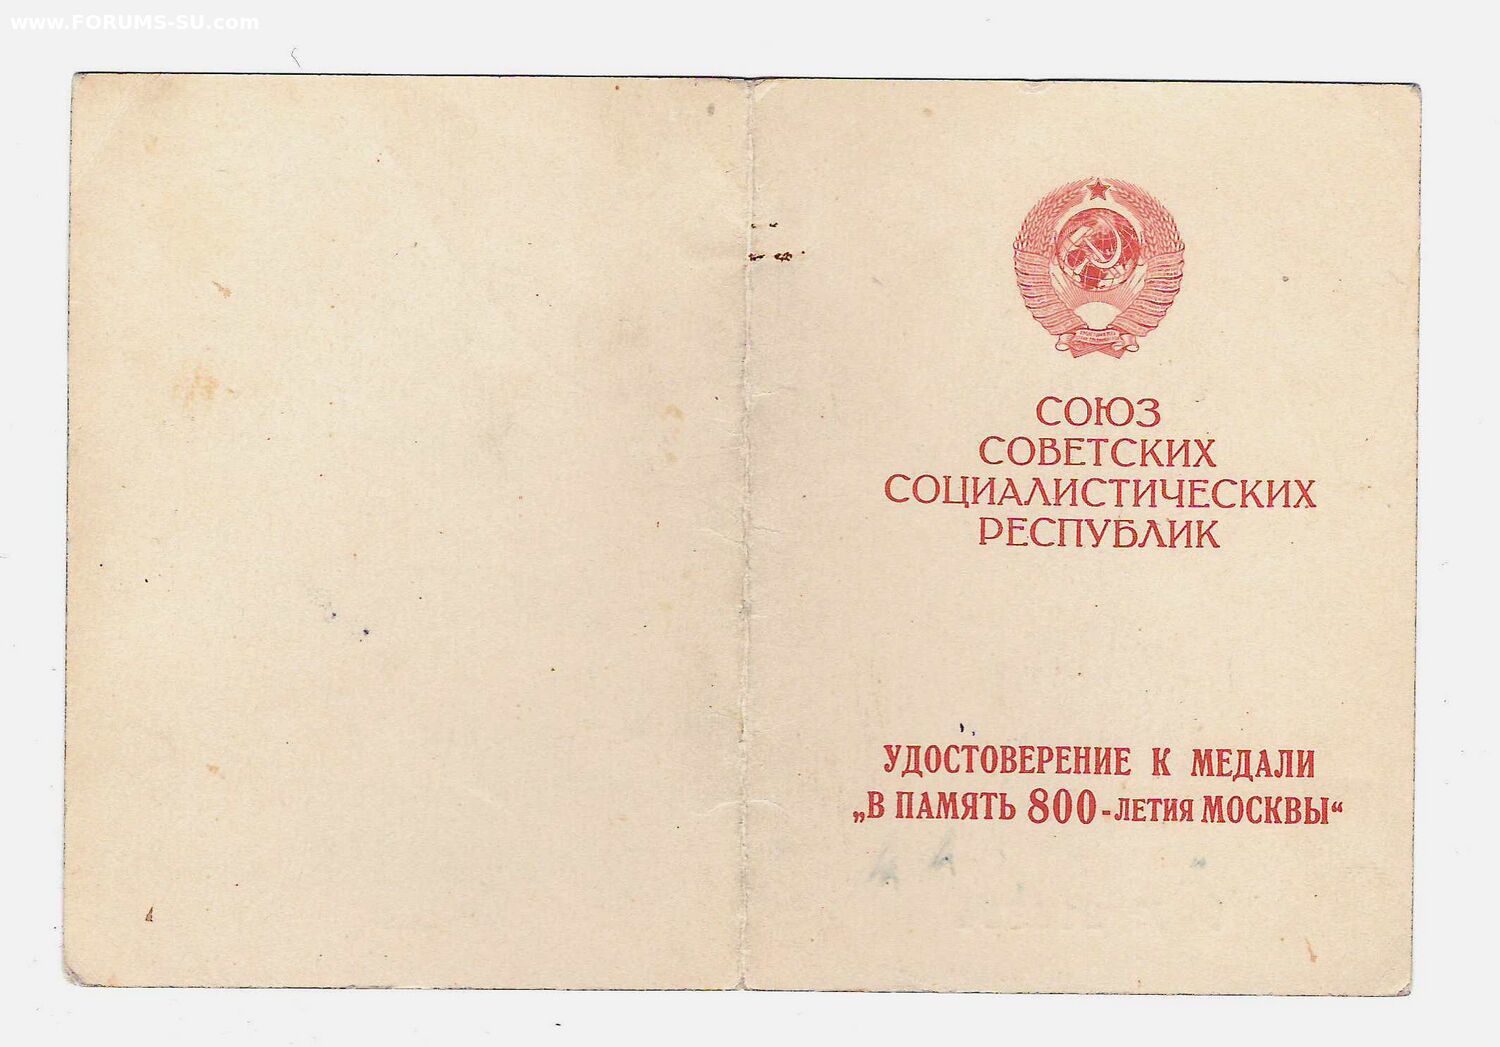 www.FORUMS-SU.com
СОЮЗ
СОВЕТСКИХ
СОЦИАЛИСТИЧЕСКИХ
РЕСПУБЛИК
УДОСТОВЕРЕНИЕ К МЕДАЛИ
„В ПАМЯТЬ 800-ЛЕТИЯ МОСКВЫ“